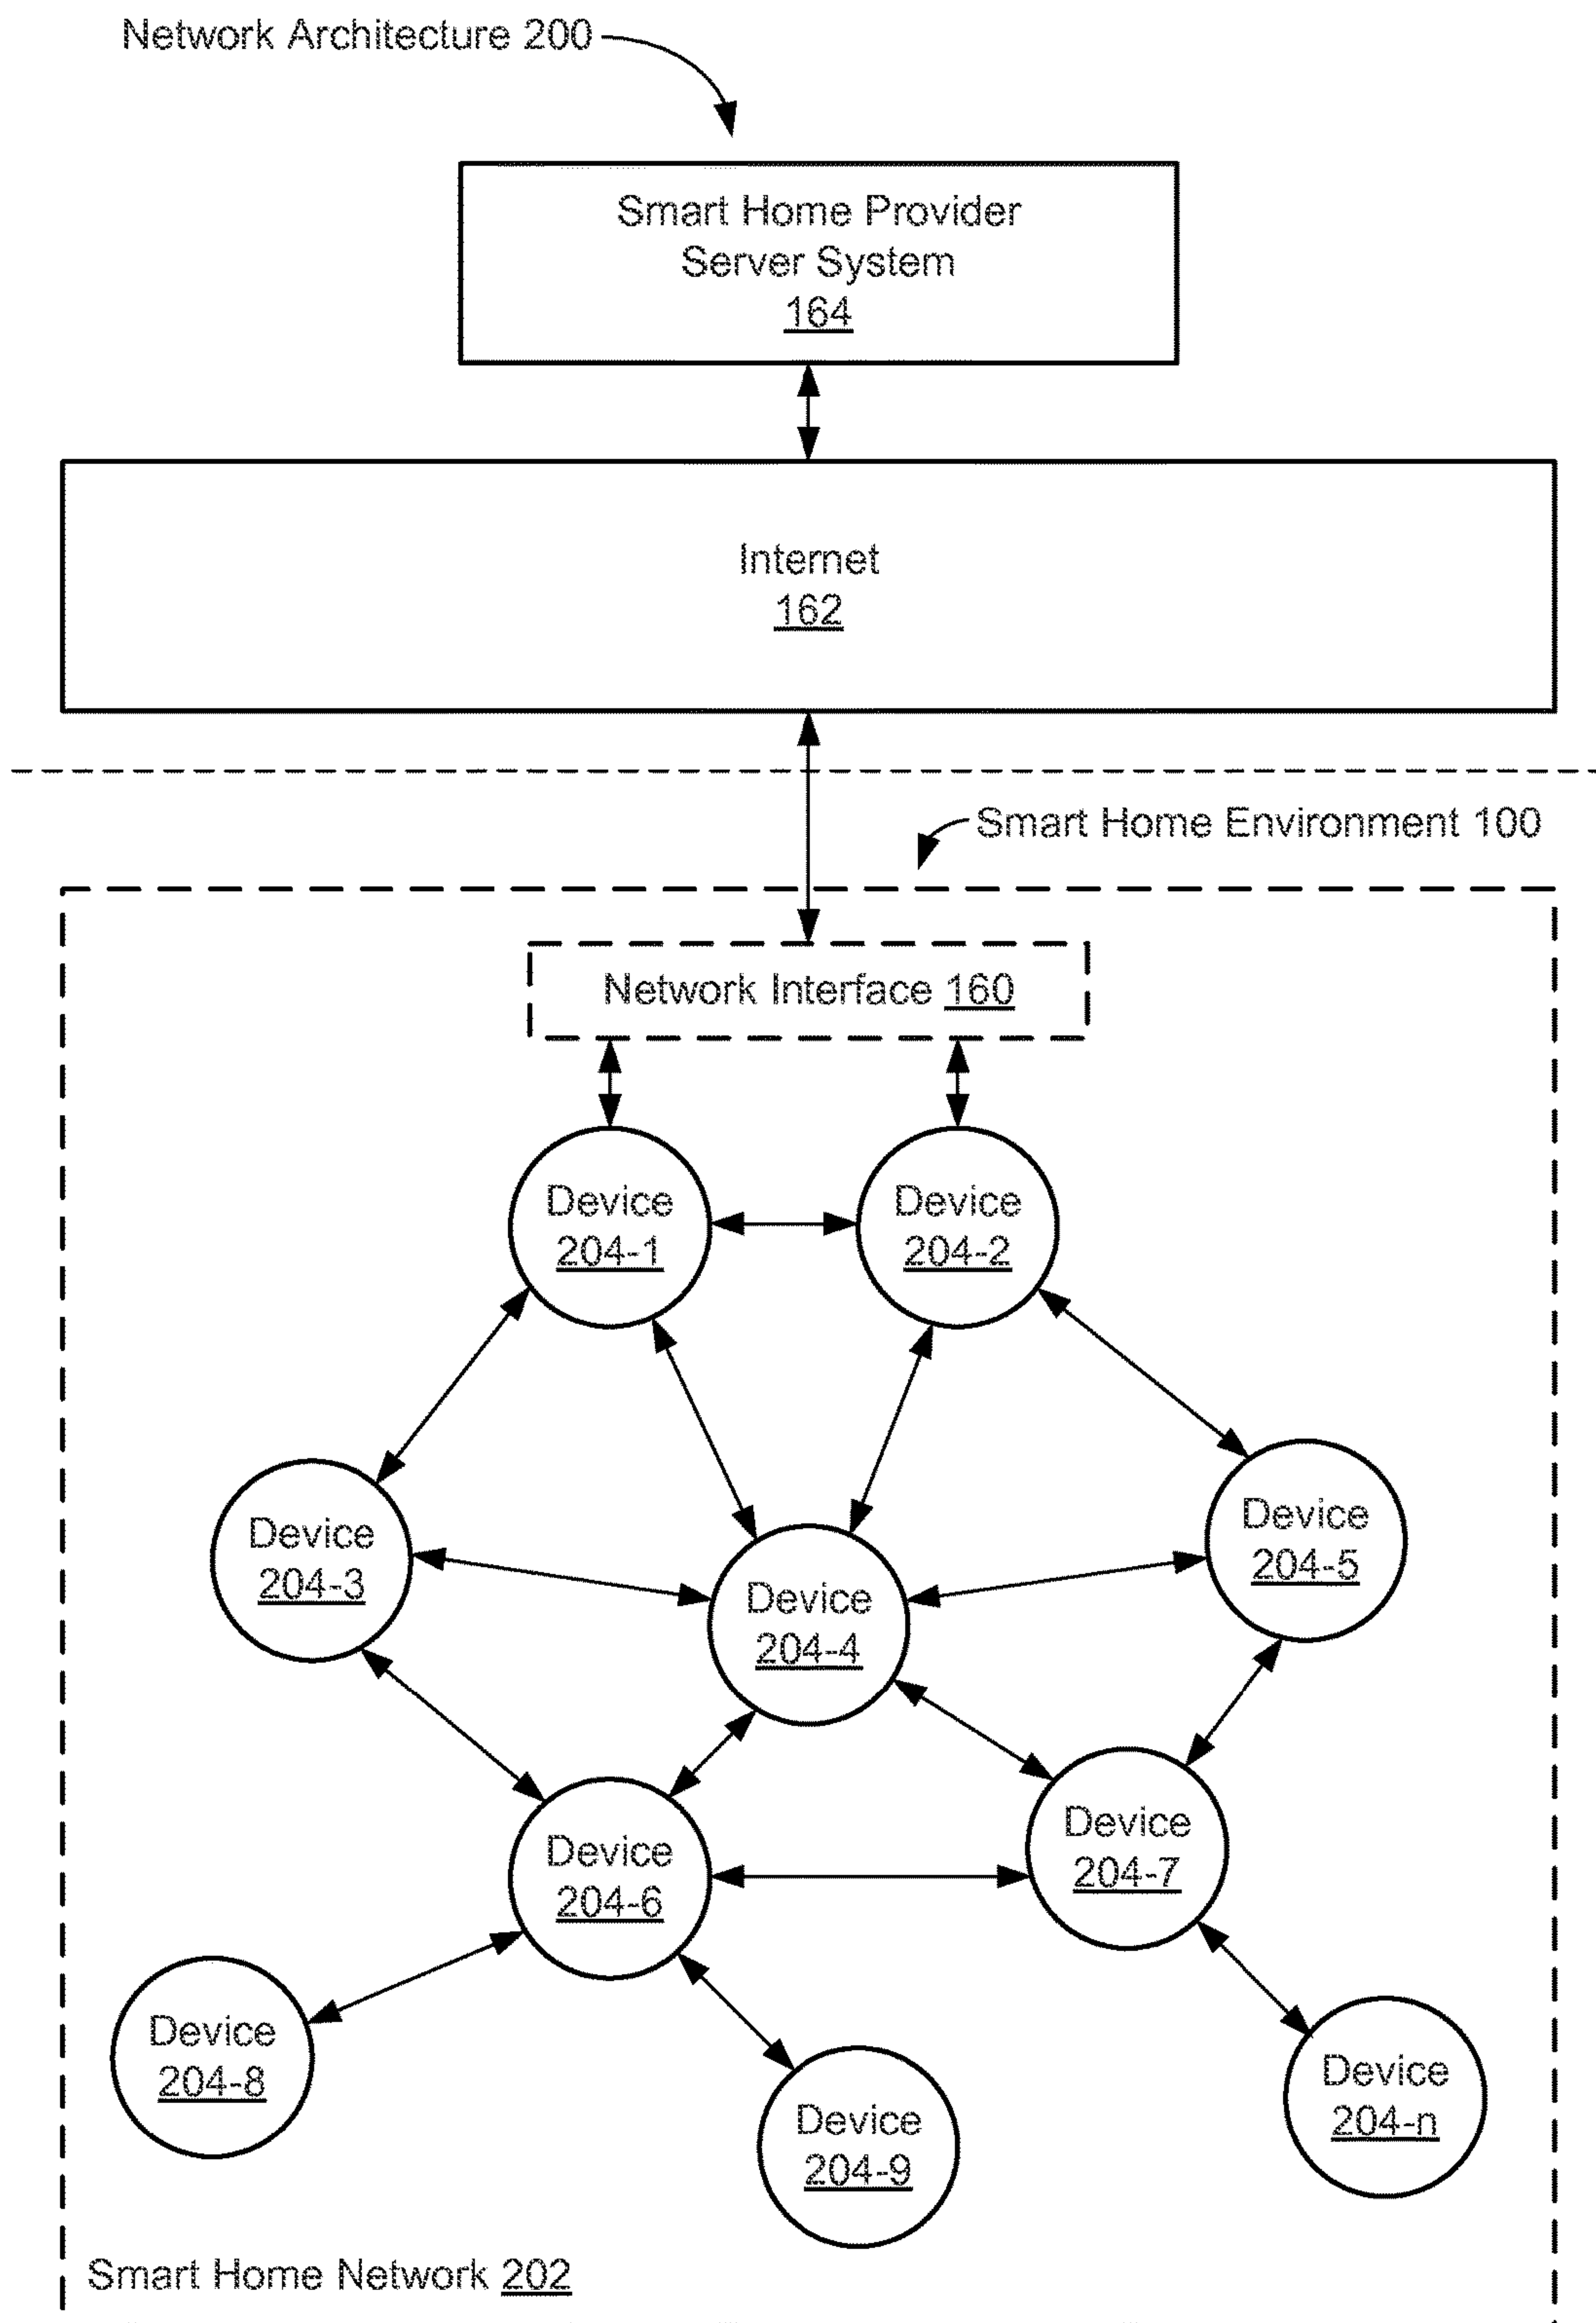 Network Architecture 200
Smart Home Provider
Server System
164
Internet
162
Smart Home Environment 100
Network Interface 160
Device
204-1
Device
204-2
Device
204-3
Device
204-4
Device
204-5
Device
204-6
Device
204-7
Device
204-8
Device
204-9
Device
204-n
Smart Home Network 202